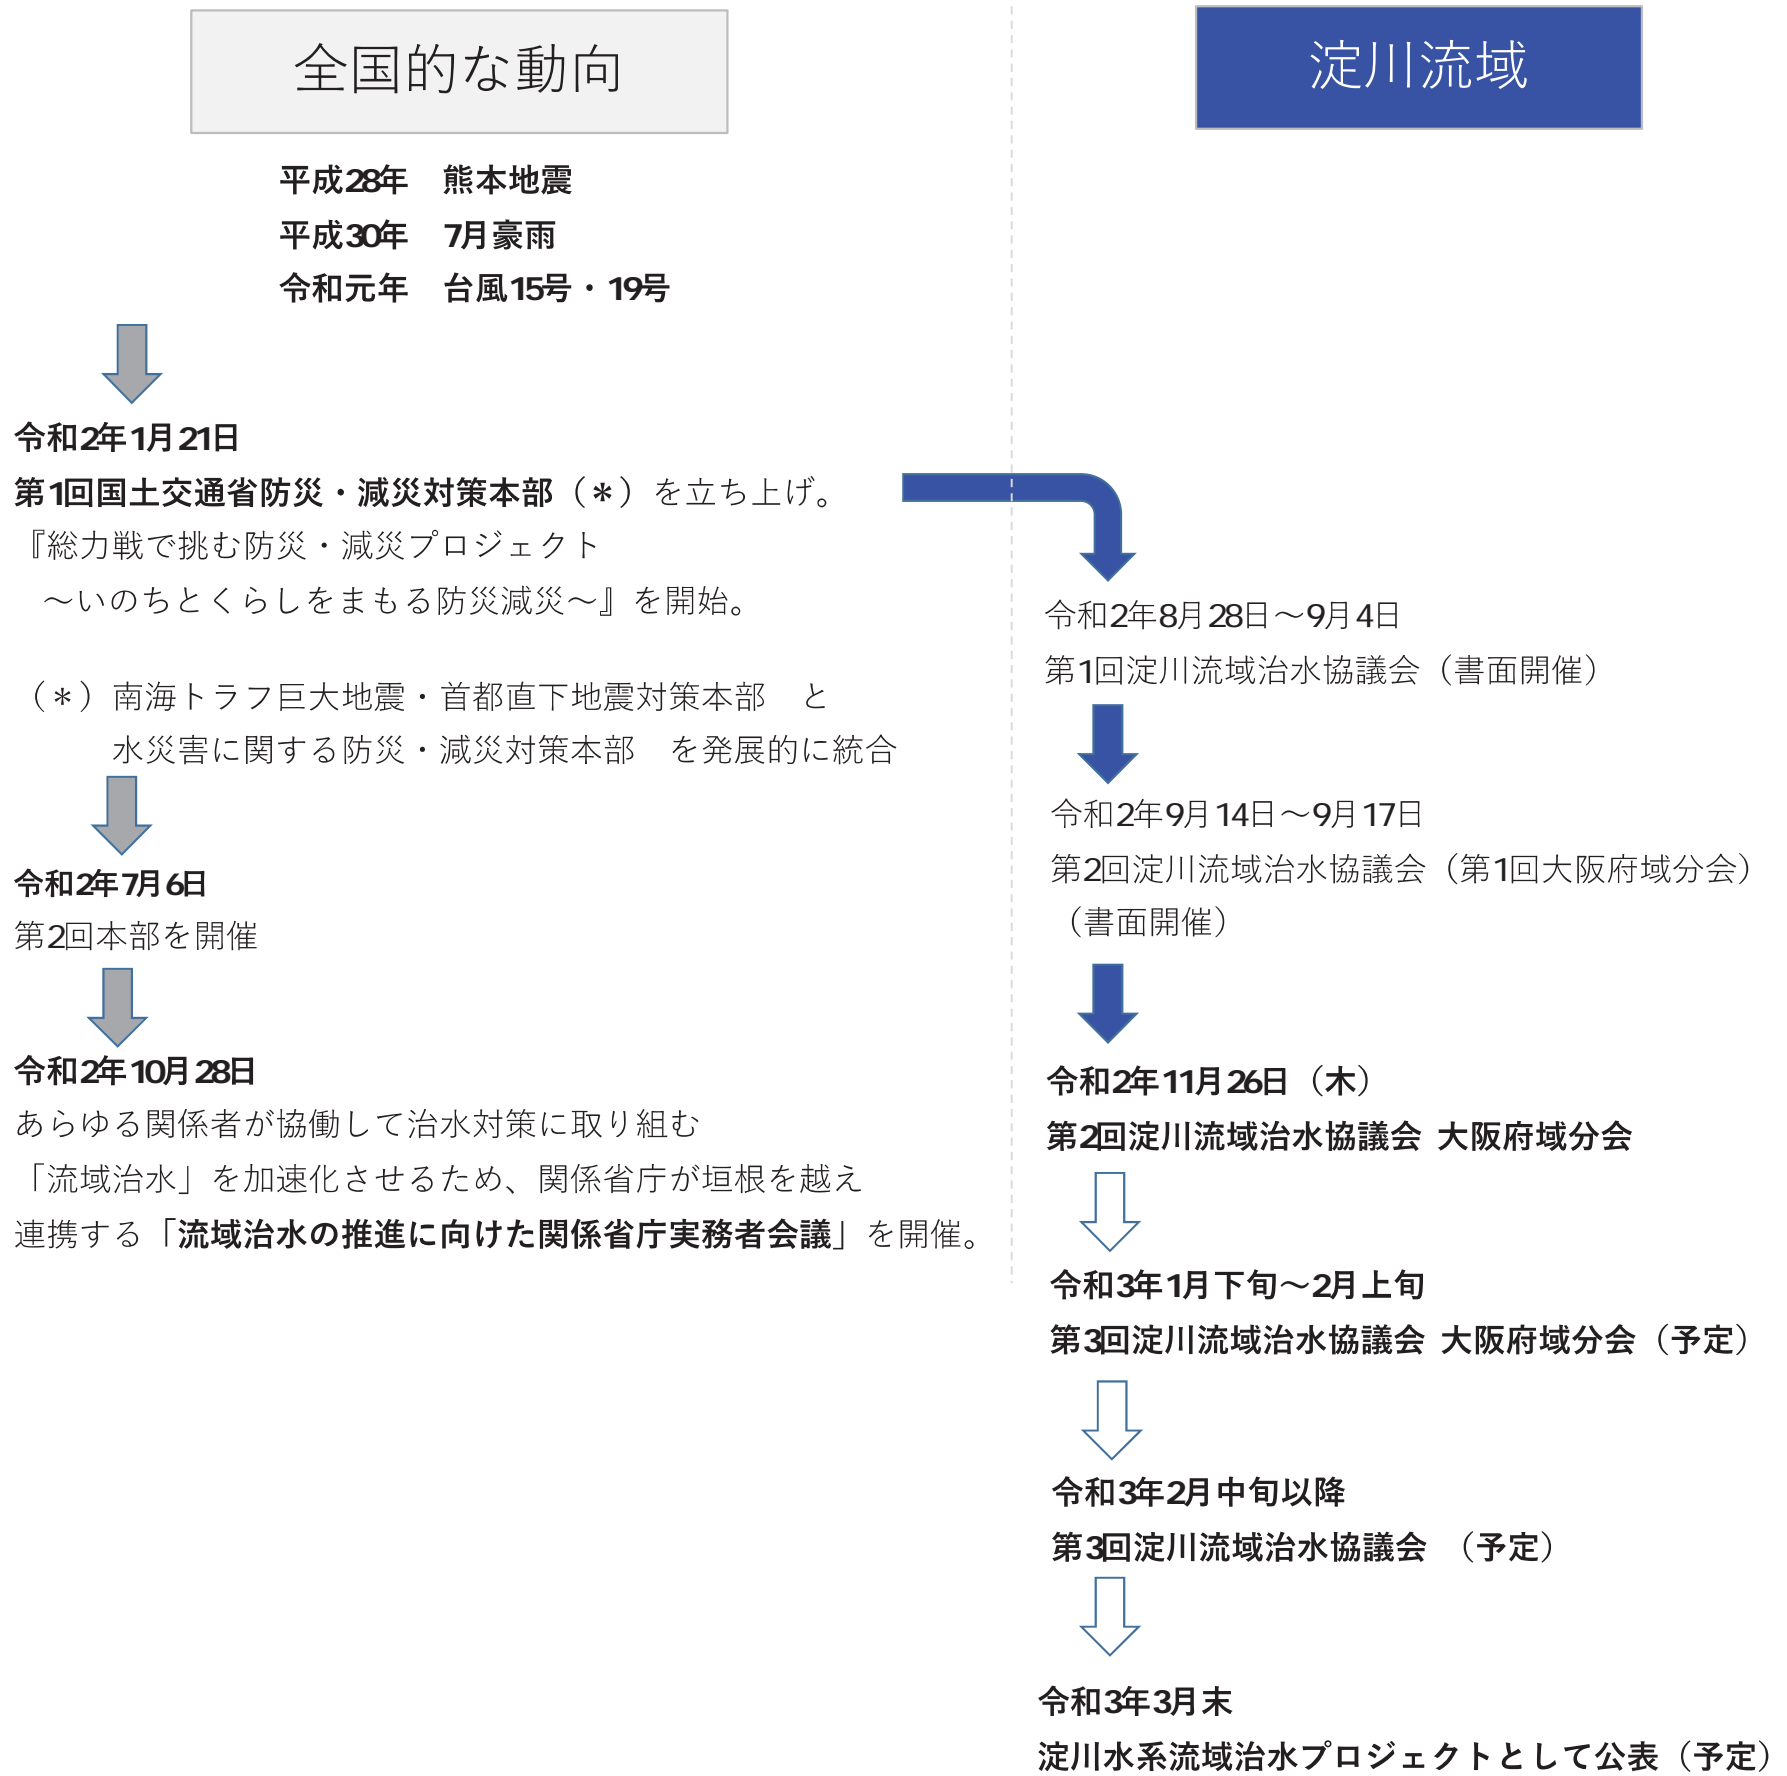 全国的な動向
平成28年　熊本地震
平成30年　7月豪雨
令和元年　台風15号・19号
令和2年1月21日
第1回国土交通省防災・減災対策本部（＊）を立ち上げ。
『総力戦で挑む防災・減災プロジェクト
～いのちとくらしをまもる防災減災～』を開始。
（＊）南海トラフ巨大地震・首都直下地震対策本部　と
水災害に関する防災・減災対策本部　を発展的に統合
令和2年7月6日
第2回本部を開催
令和2年10月28日
あらゆる関係者が協働して治水対策に取り組む
「流域治水」を加速化させるため、関係省庁が垣根を越え
連携する「流域治水の推進に向けた関係省庁実務者会議」を開催。
淀川流域
令和2年8月28日～9月4日
第1回淀川流域治水協議会（書面開催）
令和2年9月14日～9月17日
第2回淀川流域治水協議会（第1回大阪府域分会）
（書面開催）
令和2年11月26日（木）
第2回淀川流域治水協議会 大阪府域分会
令和3年1月下旬～2月上旬
第3回淀川流域治水協議会 大阪府域分会（予定）
令和3年2月中旬以降
第3回淀川流域治水協議会　（予定）
令和3年3月末
淀川水系流域治水プロジェクトとして公表（予定）